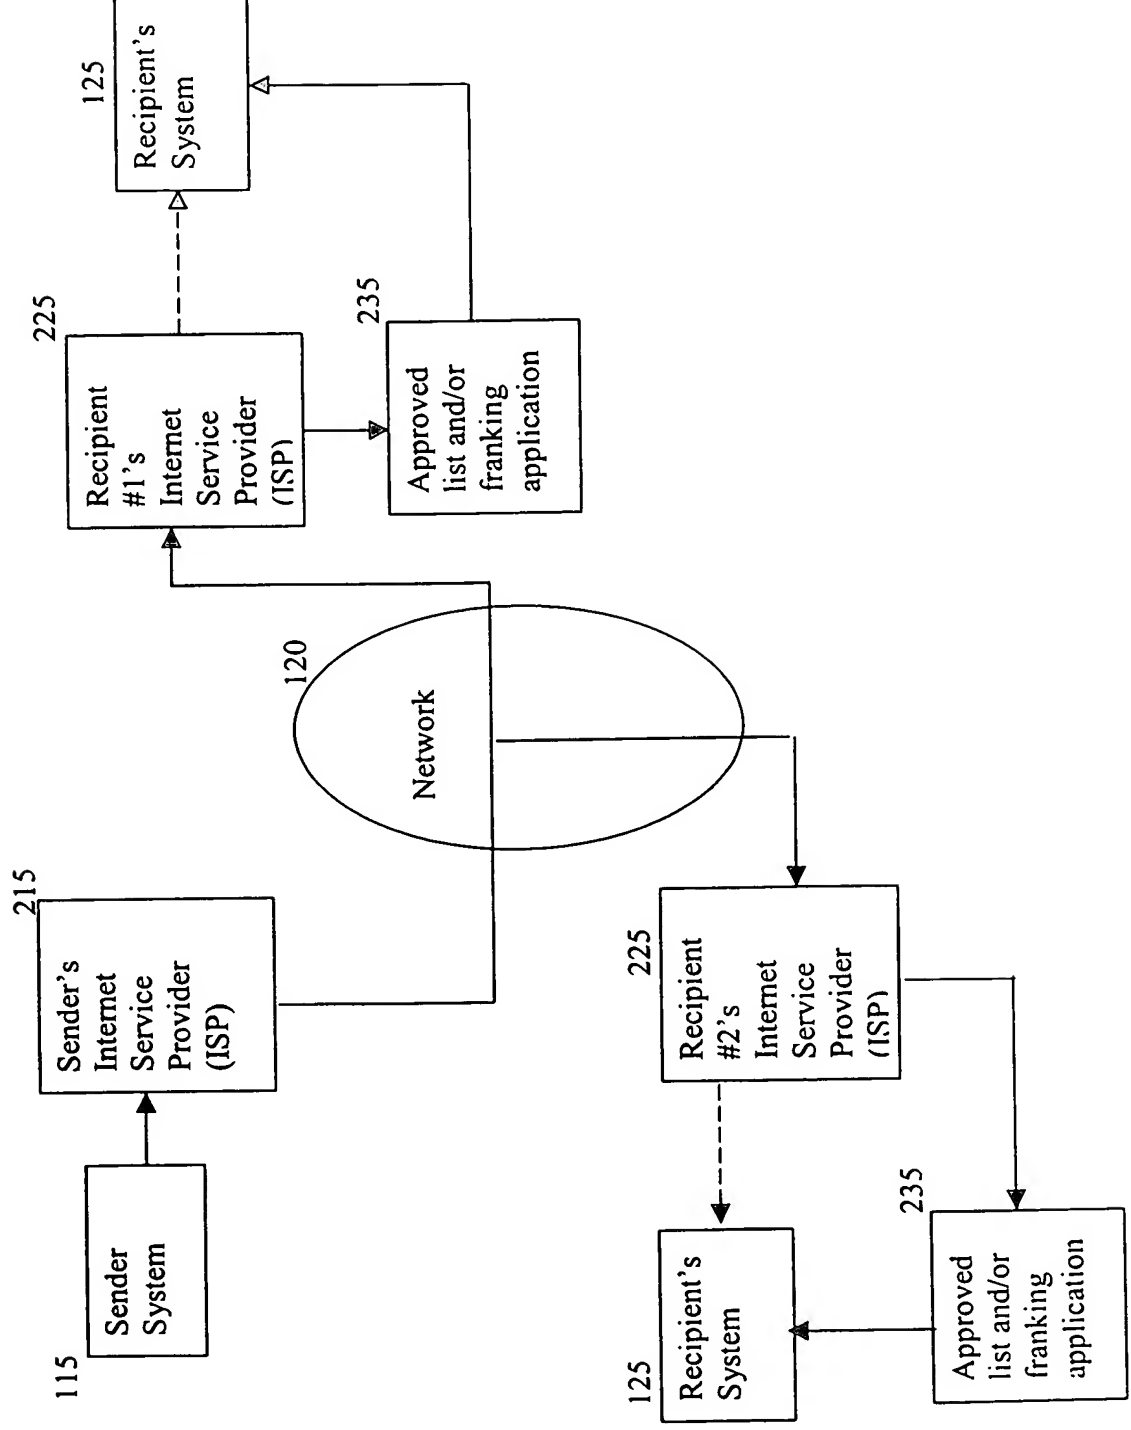 115
Sender
System
215
Sender's
Internet
Service
Provider
(ISP)
120
Network
225
Recipient
#1's
Internet
Service
Provider
(ISP)
125
Recipient's
System
235
Approved
list and/or
franking
application
125
Recipient's
System
225
Recipient
#2's
Internet
Service
Provider
(ISP)
235
Approved
list and/or
franking
application